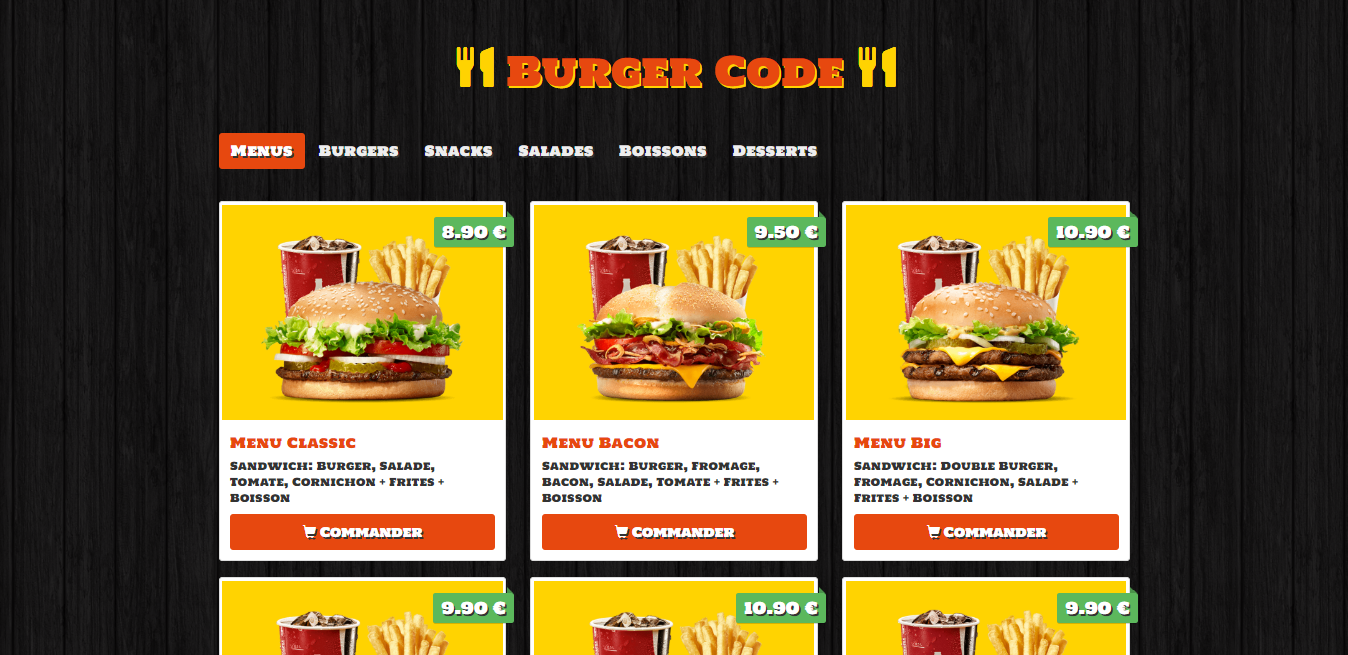 Burger Code
Menus Burgers Snacks Salades Boissons Desserts
8.90 €
9.50 €
10.90 €
Menu Classic
Sandwich: Burger, Salade,
Tomate, Cornichon + Frites +
Boisson
Commander
Menu Bacon
Sandwich: Burger, Fromage,
Bacon, Salade, Tomate + Frites +
Boisson
Commander
Menu Big
Sandwich: Double Burger,
Fromage, Cornichon, Salade +
Frites + Boisson
Commander
9.90 €
10.90 €
9.90 €